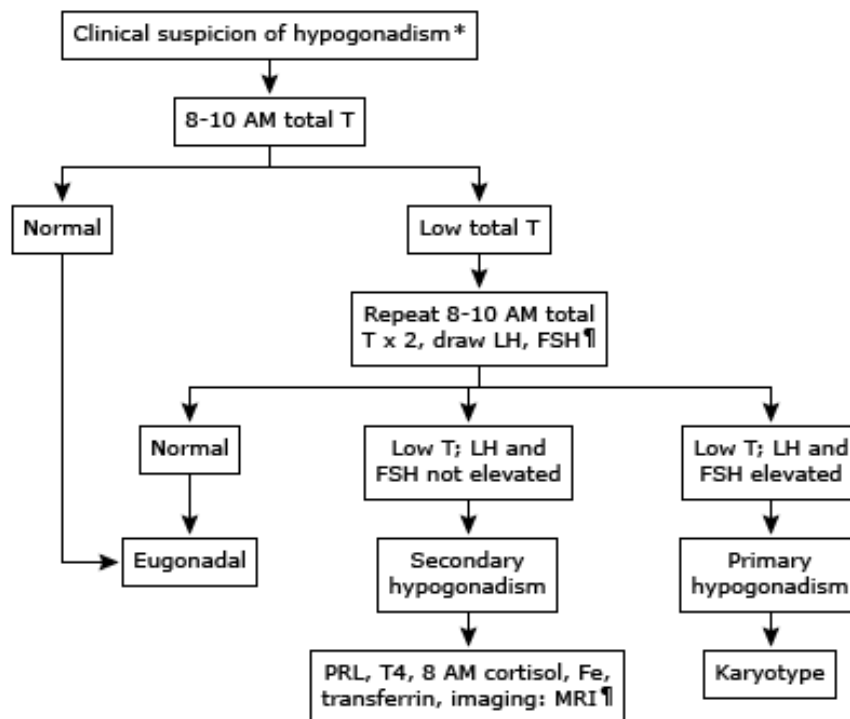 Clinical suspicion of hypogonadism*
8-10 AM total T
Normal
Low total T
Repeat 8-10 AM total
T x 2, draw LH, FSH¶
Normal
Low T; LH and
FSH not elevated
Low T; LH and
FSH elevated
Eugonadal
Secondary
hypogonadism
Primary
hypogonadism
PRL, T4, 8 AM cortisol, Fe,
transferrin, imaging: MRI¶
Karyotype